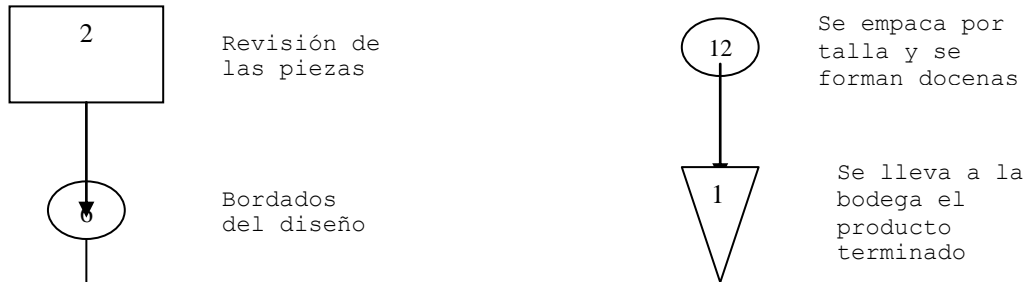 2
Revisión de
las piezas
6
Bordados
del diseño
12
Se empaca por
talla y se
forman docenas
1
Se lleva a la
bodega el
producto
terminado